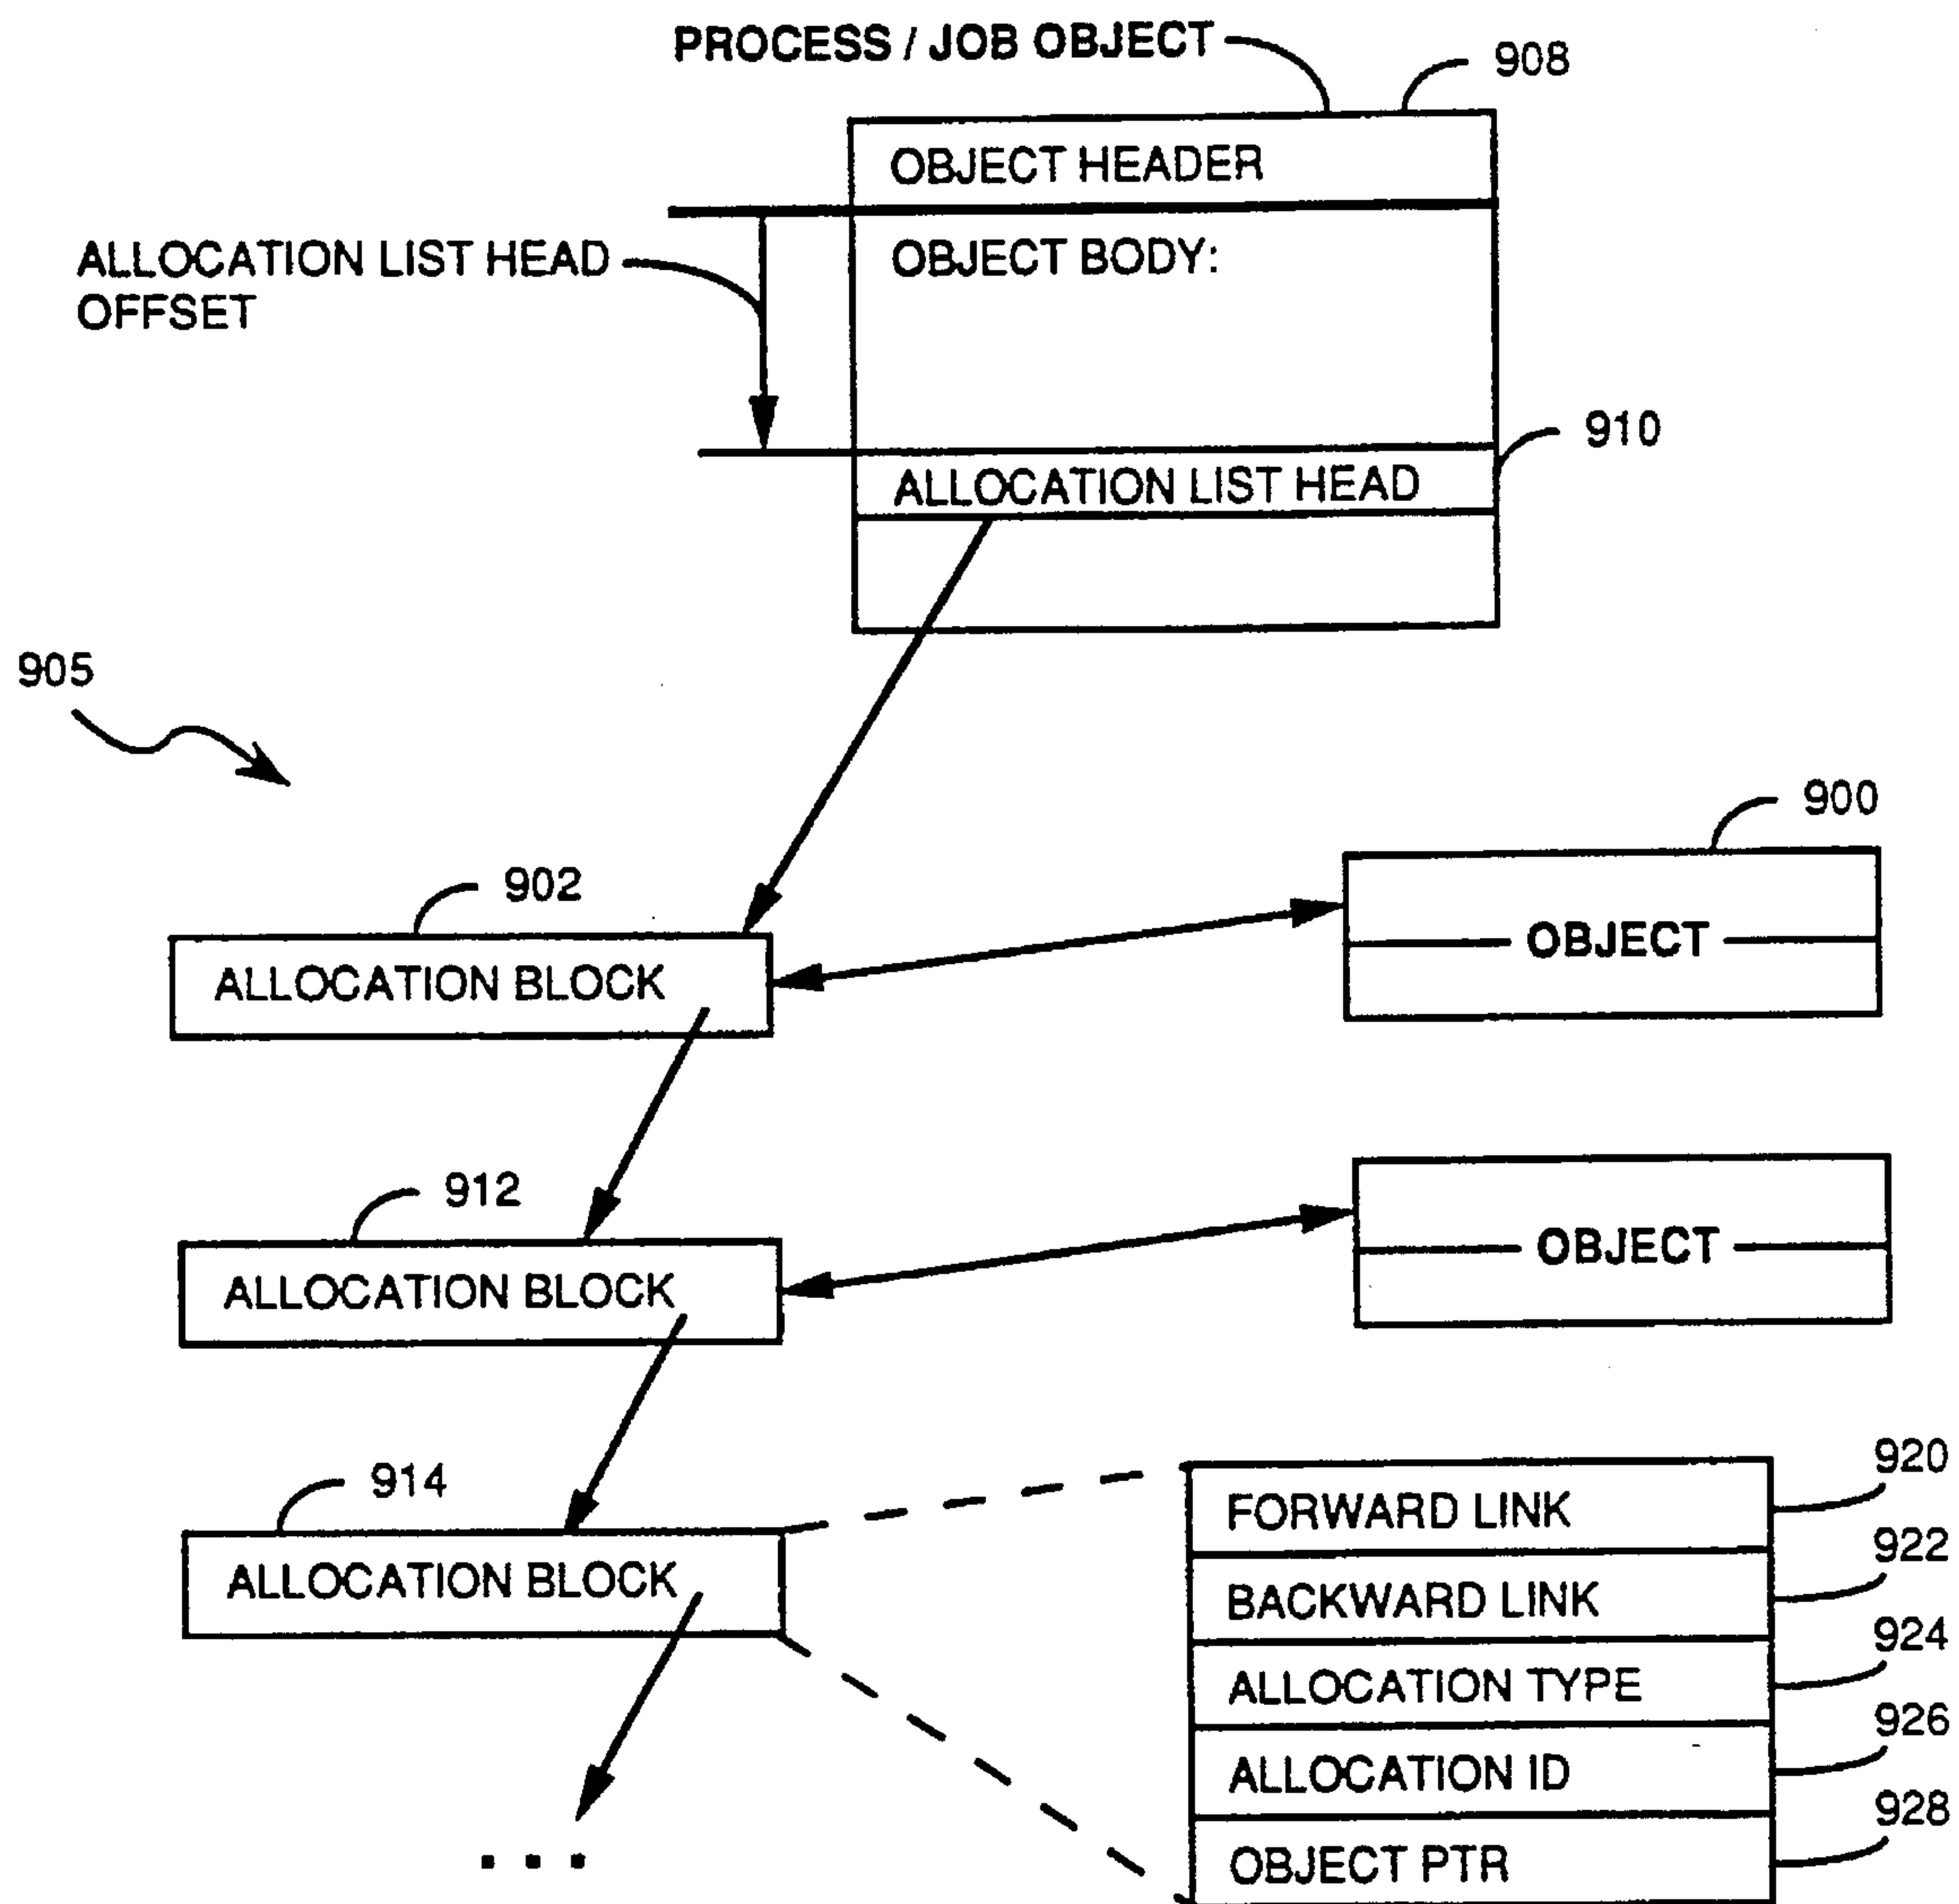 PROCESS / JOB OBJECT
908
OBJECT HEADER
ALLOCATION LIST HEAD
OFFSET
OBJECT BODY:
910
ALLOCATION LIST HEAD
905
900
902
OBJECT
ALLOCATION BLOCK
912
OBJECT
ALLOCATION BLOCK
914
ALLOCATION BLOCK
920
FORWARD LINK
922
BACKWARD LINK
924
ALLOCATION TYPE
926
ALLOCATION ID
928
OBJECT PTR
. . .